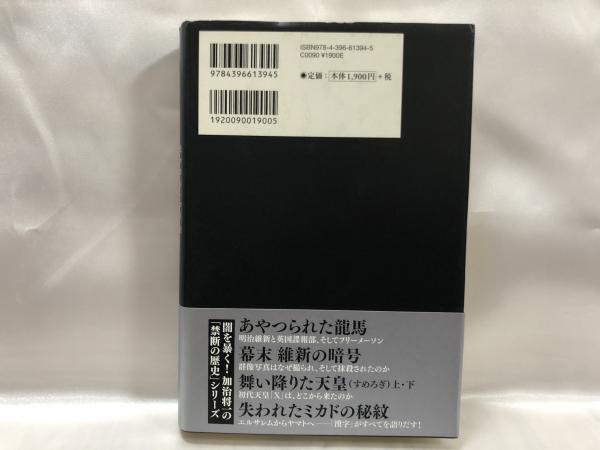 ISBN978-4-396-61394-5
C0090 ¥1900E
●定価:本体1,900円+税
9784396613945
1920090019005
闇を暴く!加治将一の
「禁断の歴史」シリーズ
あやつられた龍馬
明治維新と英国諜報部、そしてフリーメーソン
幕末 維新の暗号
群像写真はなぜ撮られ、そして抹殺されたのか
舞い降りた天皇(すめろぎ)上・下
初代天皇「X」は、どこから来たのか
失われたミカドの秘紋
エルサレムからヤマトへ——「漢字」がすべてを語りだす!